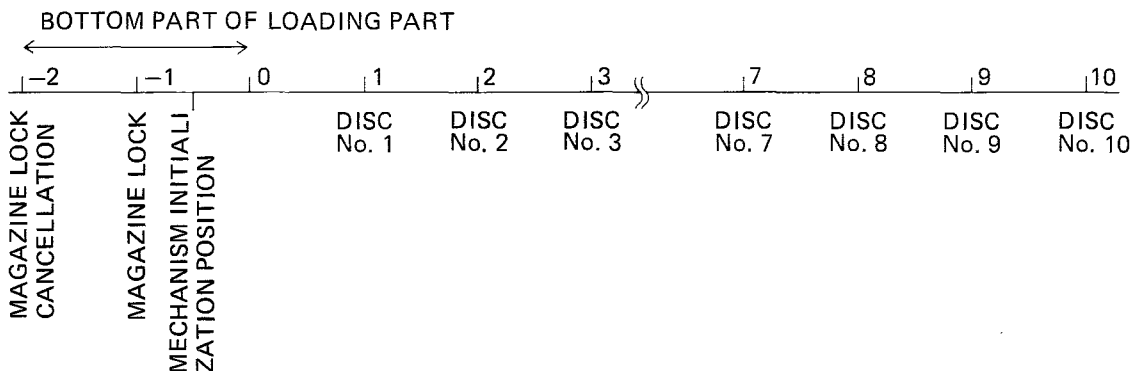 BOTTOM PART OF LOADING PART
-2 -1 0 1 2 3 7 8 9 10
DISC DISC DISC DISC DISC DISC DISC
No. 1 No. 2 No. 3 No. 7 No. 8 No. 9 No. 10
MAGAZINE LOCK
CANCELLATION
MAGAZINE LOCK
MECHANISM INITIALI
ZATION POSITION